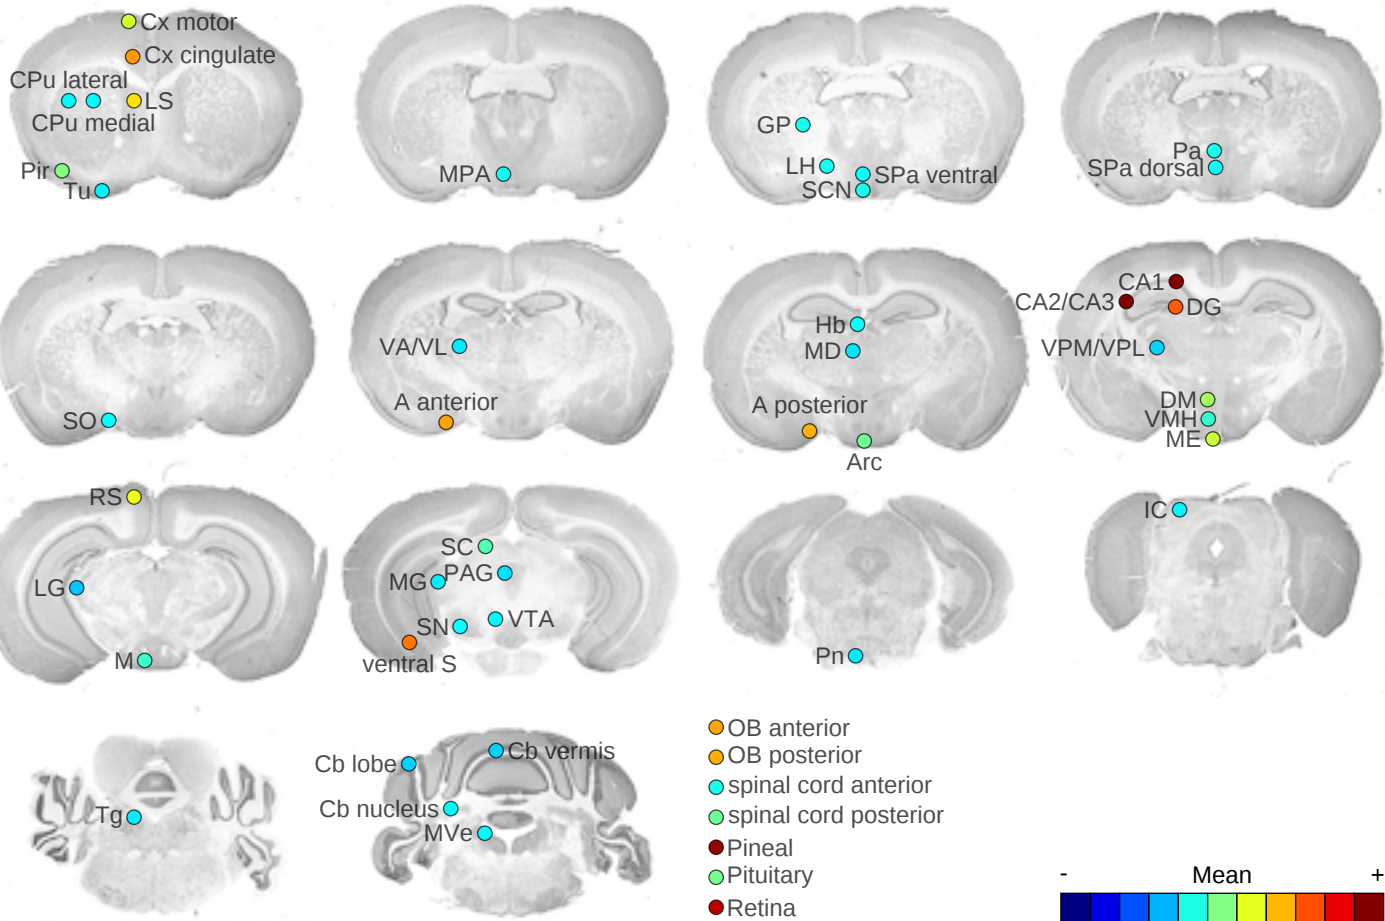 Cx motor
Cx cingulate
CPu lateral
LS
CPu medial
Pir
Tu
MPA
GP
LH
SPa ventral
SCN
Pa
SPa dorsal
SO
VA/VL
A anterior
Hb
MD
A posterior
Arc
CA1
CA2/CA3
DG
VPM/VPL
DM
VMH
ME
RS
LG
M
SC
MG
PAG
SN
VTA
ventral S
Pn
IC
Tg
Cb lobe
Cb vermis
Cb nucleus
MVe
OB anterior
OB posterior
spinal cord anterior
spinal cord posterior
Pineal
Pituitary
Retina
- Mean +